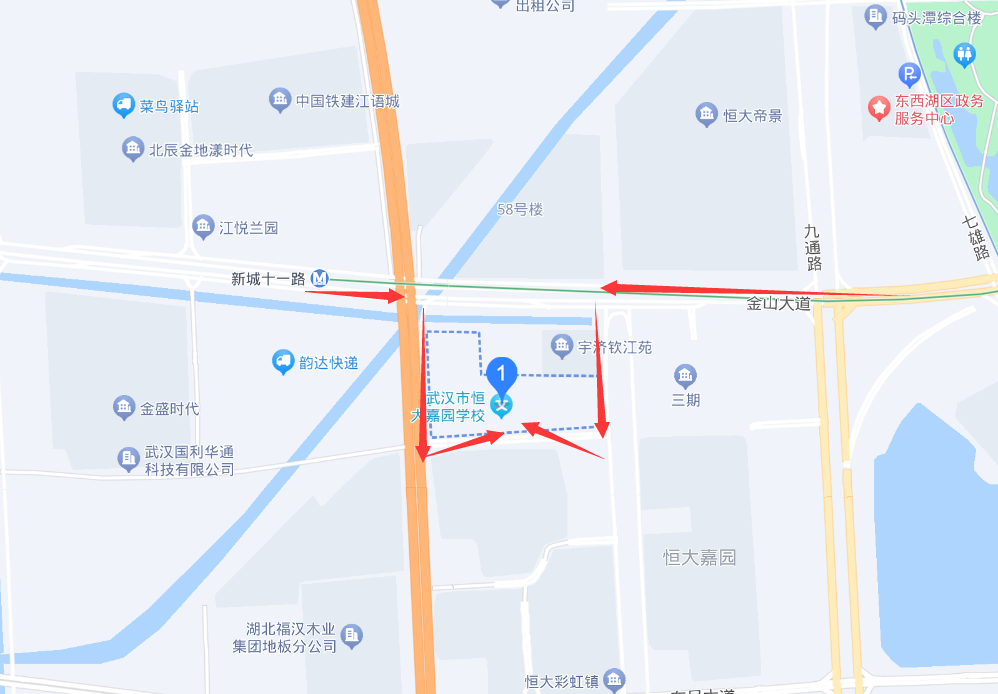 出租公司
码头潭综合楼
P
菜鸟驿站
中国铁建江语城
东西湖区政务
服务中心
恒大帝景
北辰金地漾时代
58号楼
江悦兰园
九通路
七雄路
新城十一路
金山大道
宇济钦江苑
韵达快递
1
三期
武汉市恒
大嘉园学校
金盛时代
武汉国利华通
科技有限公司
恒大嘉园
湖北福汉木业
集团地板分公司
恒大彩虹镇